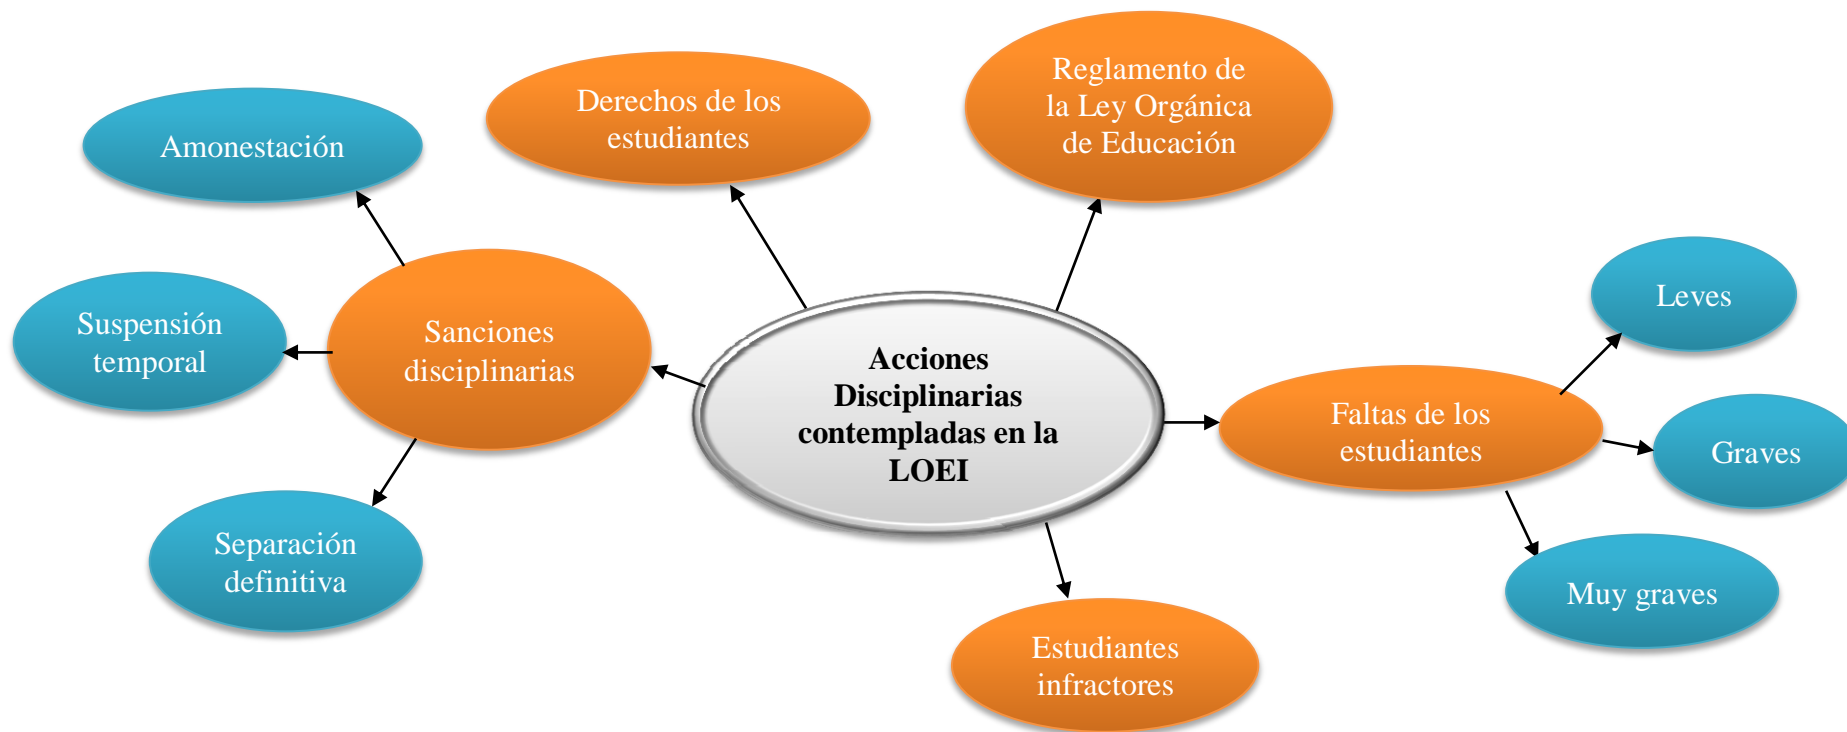 Reglamento de
la Ley Orgánica
de Educación
Derechos de los
estudiantes
Amonestación
Suspensión
temporal
Sanciones
disciplinarias
Separación
definitiva
Acciones
Disciplinarias
contempladas en la
LOEI
Leves
Faltas de los
estudiantes
Graves
Muy graves
Estudiantes
infractores